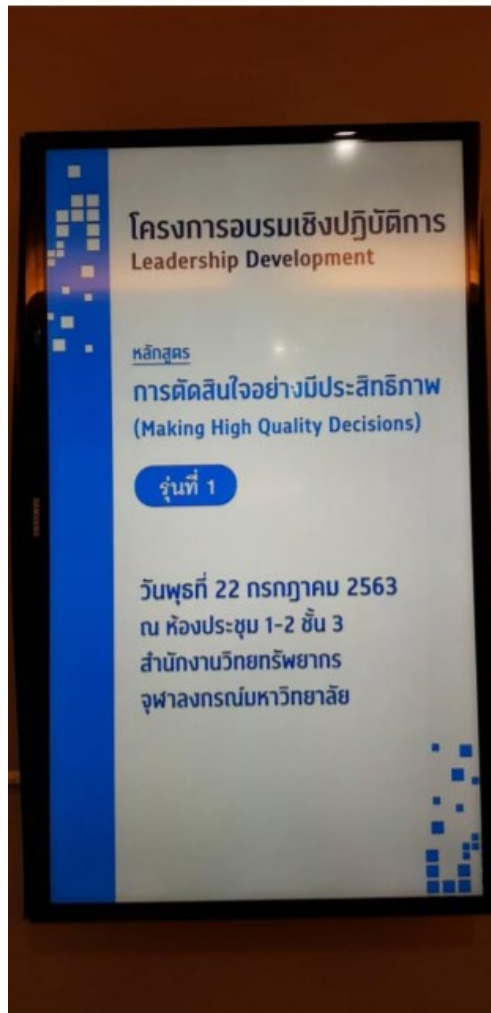 โครงการอบรมเชิงปฏิบัติการ
Leadership Development
หลักสูตร
การตัดสินใจอย่างมีประสิทธิภาพ
(Making High Quality Decisions)
รุ่นที่ 1
วันพุธที่ 22 กรกฎาคม 2563
ณ ห้องประชุม 1-2 ชั้น 3
สำนักงานวิทยทรัพยากร
จุฬาลงกรณ์มหาวิทยาลัย
SAMSUNG